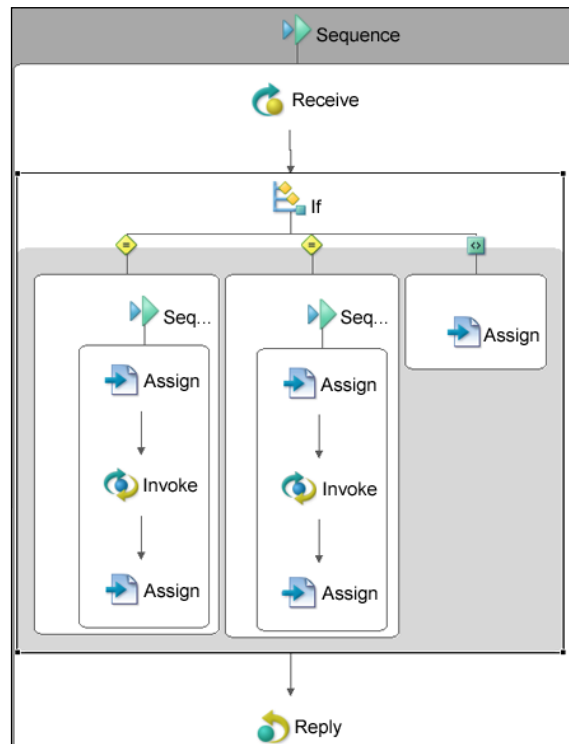 Sequence
Receive
If
Seq...
Seq...
Assign
Assign
Assign
Invoke
Invoke
Assign
Assign
Reply